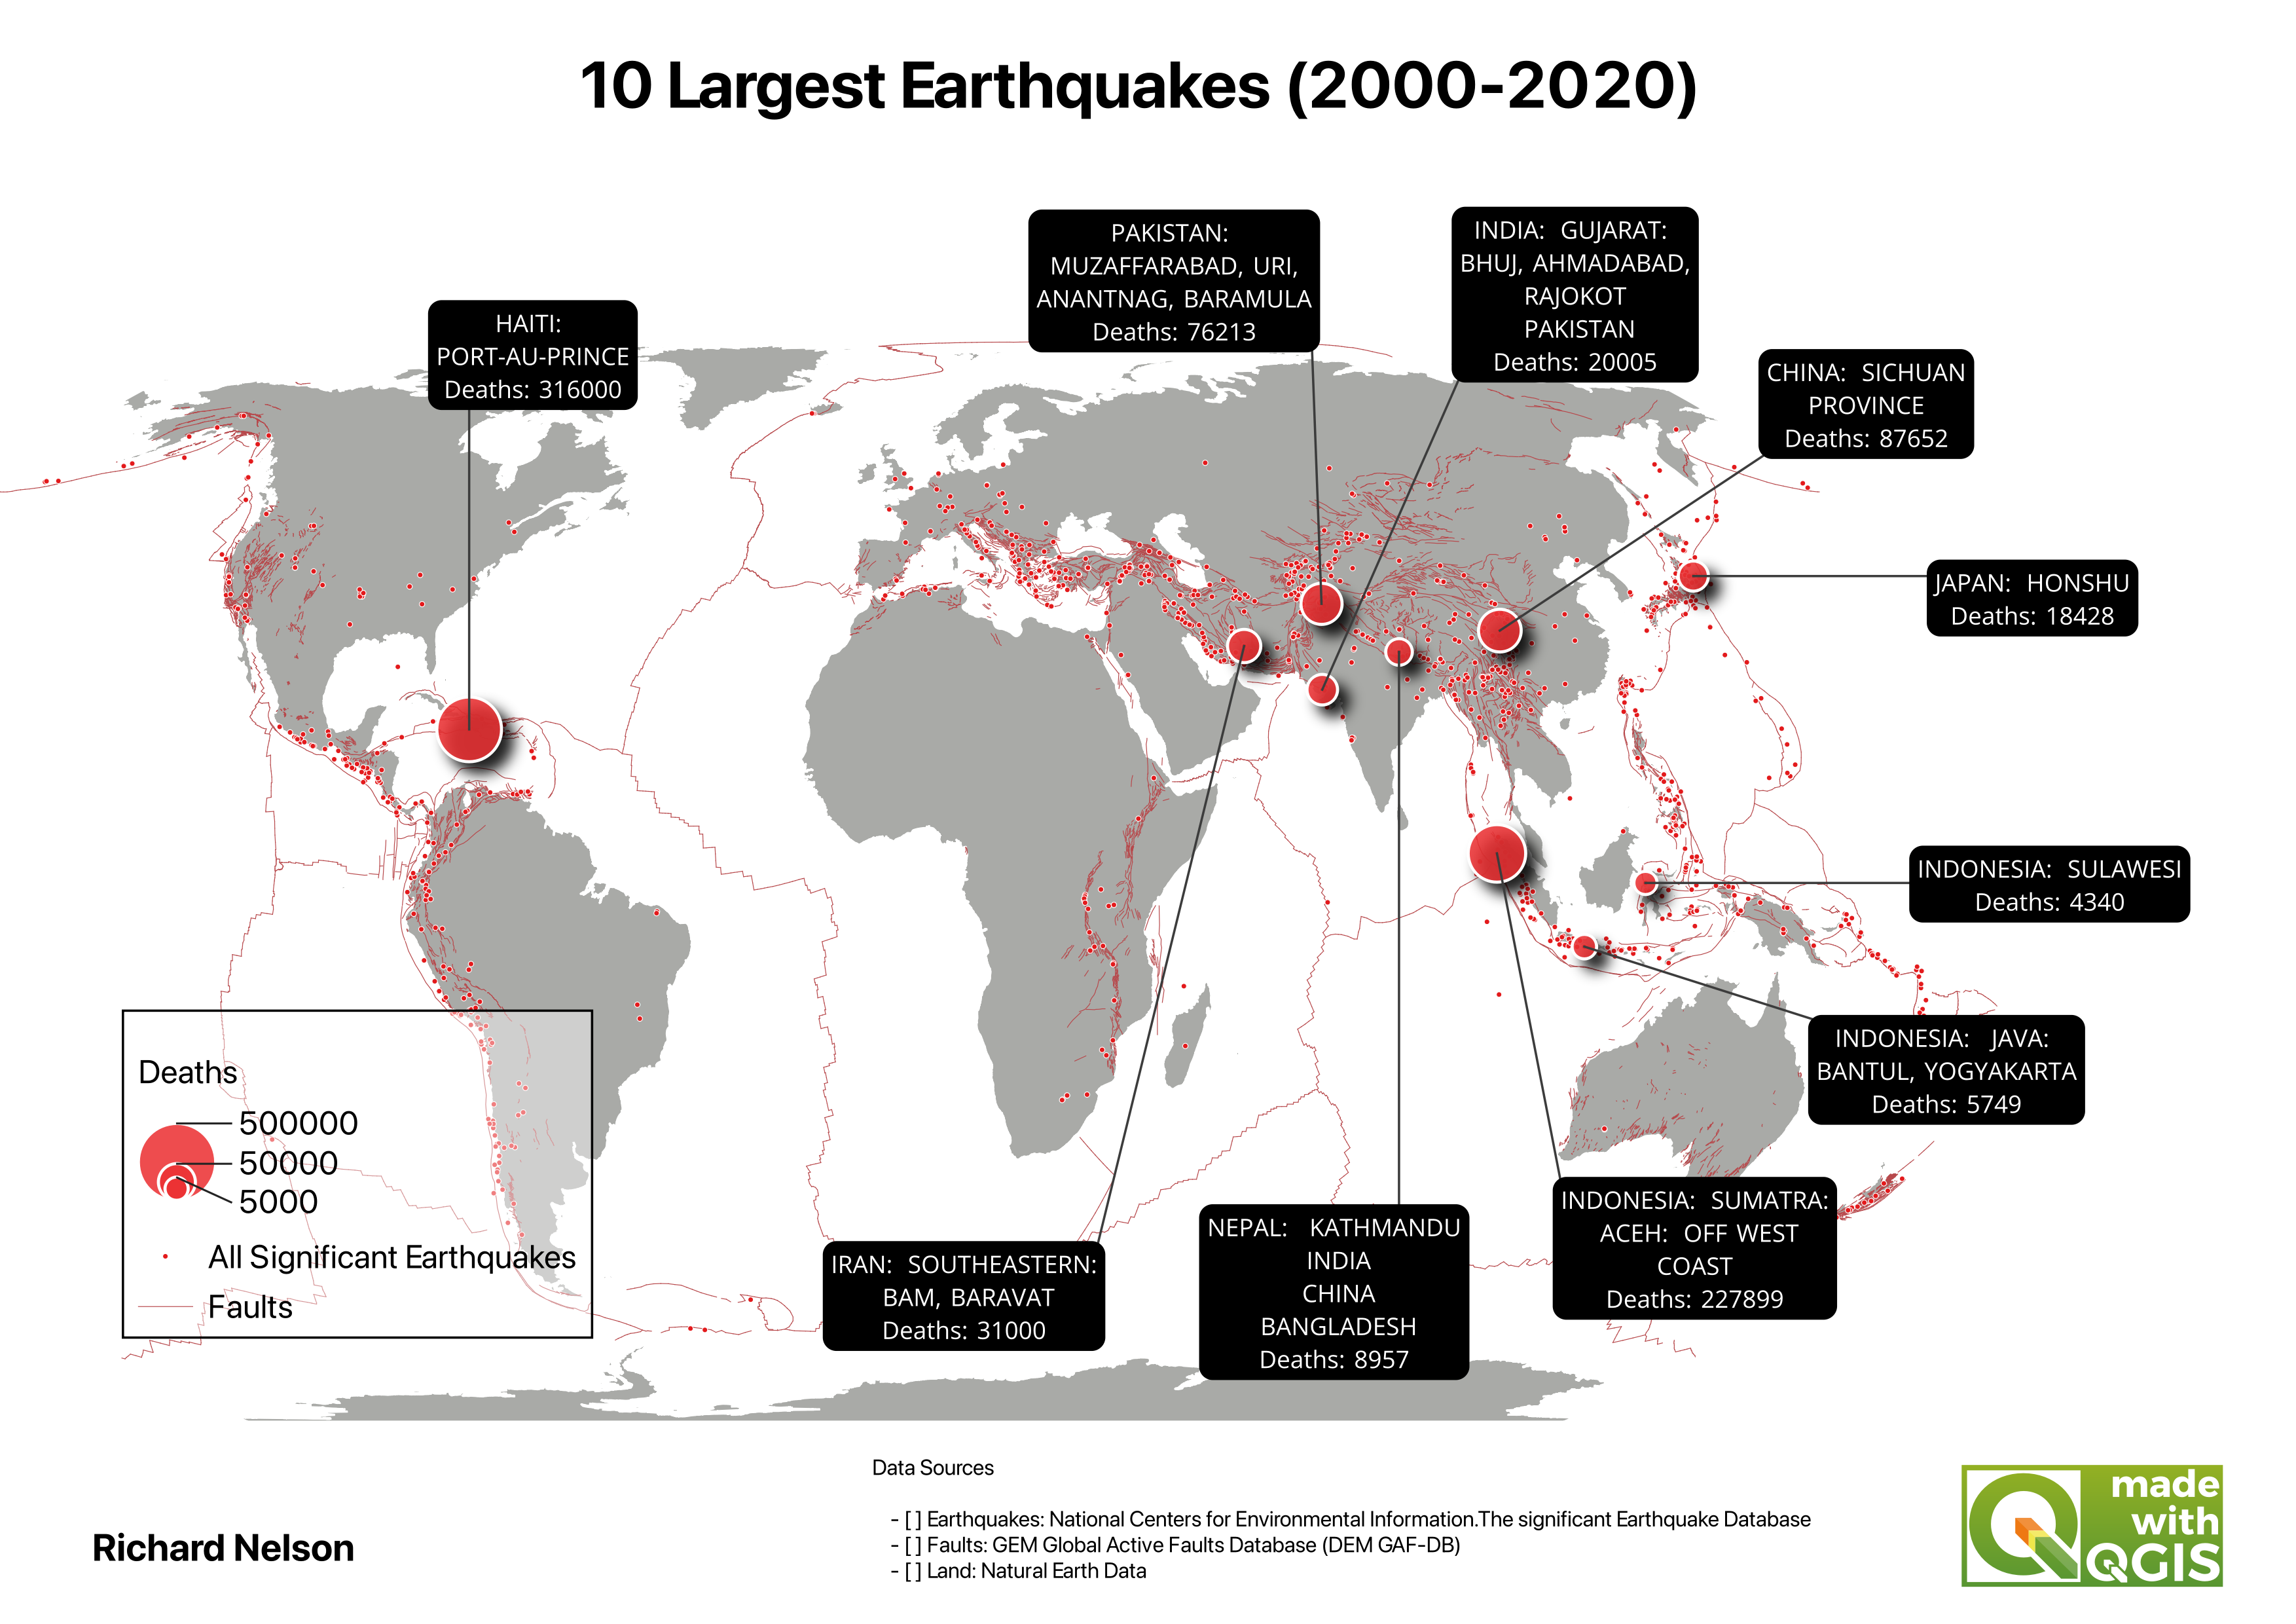 10 Largest Earthquakes (2000-2020)
PAKISTAN:
MUZAFFARABAD, URI,
ANANTNAG, BARAMULA
Deaths: 76213
INDIA: GUJARAT:
BHUJ, AHMADABAD,
RAJOKOT
PAKISTAN
Deaths: 20005
HAITI:
PORT-AU-PRINCE
Deaths: 316000
CHINA: SICHUAN
PROVINCE
Deaths: 87652
JAPAN: HONSHU
Deaths: 18428
INDONESIA: SULAWESI
Deaths: 4340
INDONESIA: JAVA:
BANTUL, YOGYAKARTA
Deaths: 5749
INDONESIA: SUMATRA:
ACEH: OFF WEST
COAST
Deaths: 227899
NEPAL: KATHMANDU
INDIA
CHINA
BANGLADESH
Deaths: 8957
IRAN: SOUTHEASTERN:
BAM, BARAVAT
Deaths: 31000
Deaths
500000
50000
5000
All Significant Earthquakes
Faults
Data Sources
- [ ] Earthquakes: National Centers for Environmental Information.The significant Earthquake Database
- [ ] Faults: GEM Global Active Faults Database (DEM GAF-DB)
- [ ] Land: Natural Earth Data
Richard Nelson
made
with
QGIS